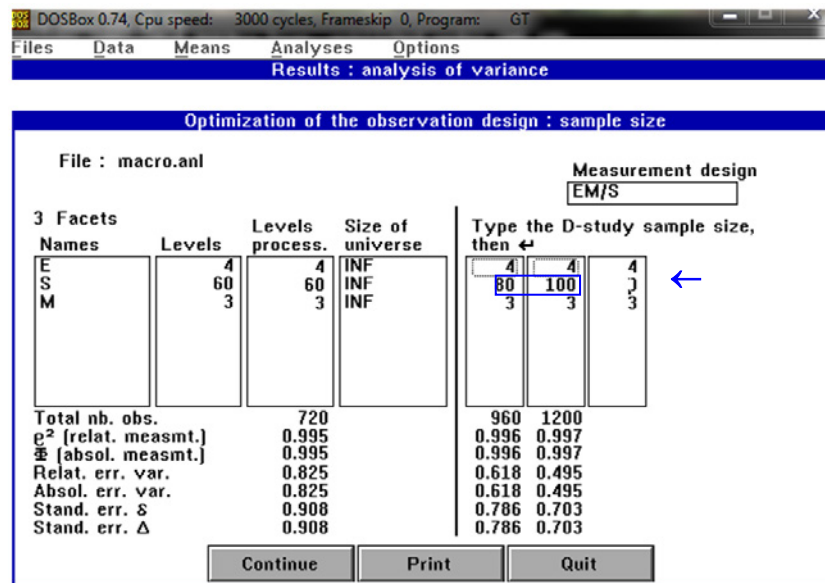 DOSBox 0.74, Cpu speed: 3000 cycles, Frameskip 0, Program: GT
Files Data Means Analyses Options
Results : analysis of variance
Optimization of the observation design : sample size
File : macro.anl
Measurement design
EM/S
3 Facets
Names Levels Levels process. Size of universe
Type the D-study sample size,
then ↵
E 4 4 INF 4 4 4
S 60 60 INF 80 100
M 3 3 INF 3 3 3
←
Total nb. obs. 720 960 1200
ϱ² (relat. measmt.) 0.995 0.996 0.997
Φ (absol. measmt.) 0.995 0.996 0.997
Relat. err. var. 0.825 0.618 0.495
Absol. err. var. 0.825 0.618 0.495
Stand. err. δ 0.908 0.786 0.703
Stand. err. Δ 0.908 0.786 0.703
Continue Print Quit